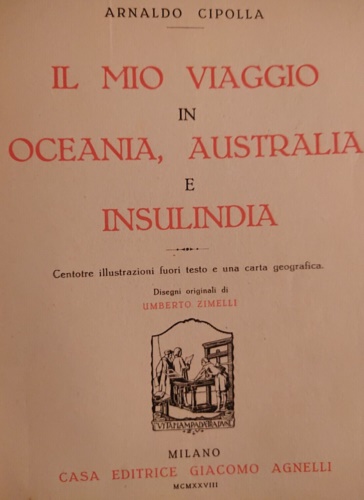 ARNALDO CIPOLLA
IL MIO VIAGGIO
IN
OCEANIA, AUSTRALIA
E
INSULINDIA
Centotre illustrazioni fuori testo e una carta geografica.
Disegni originali di
UMBERTO ZIMELLI
MILANO
CASA EDITRICE GIACOMO AGNELLI
MCMXXVIII